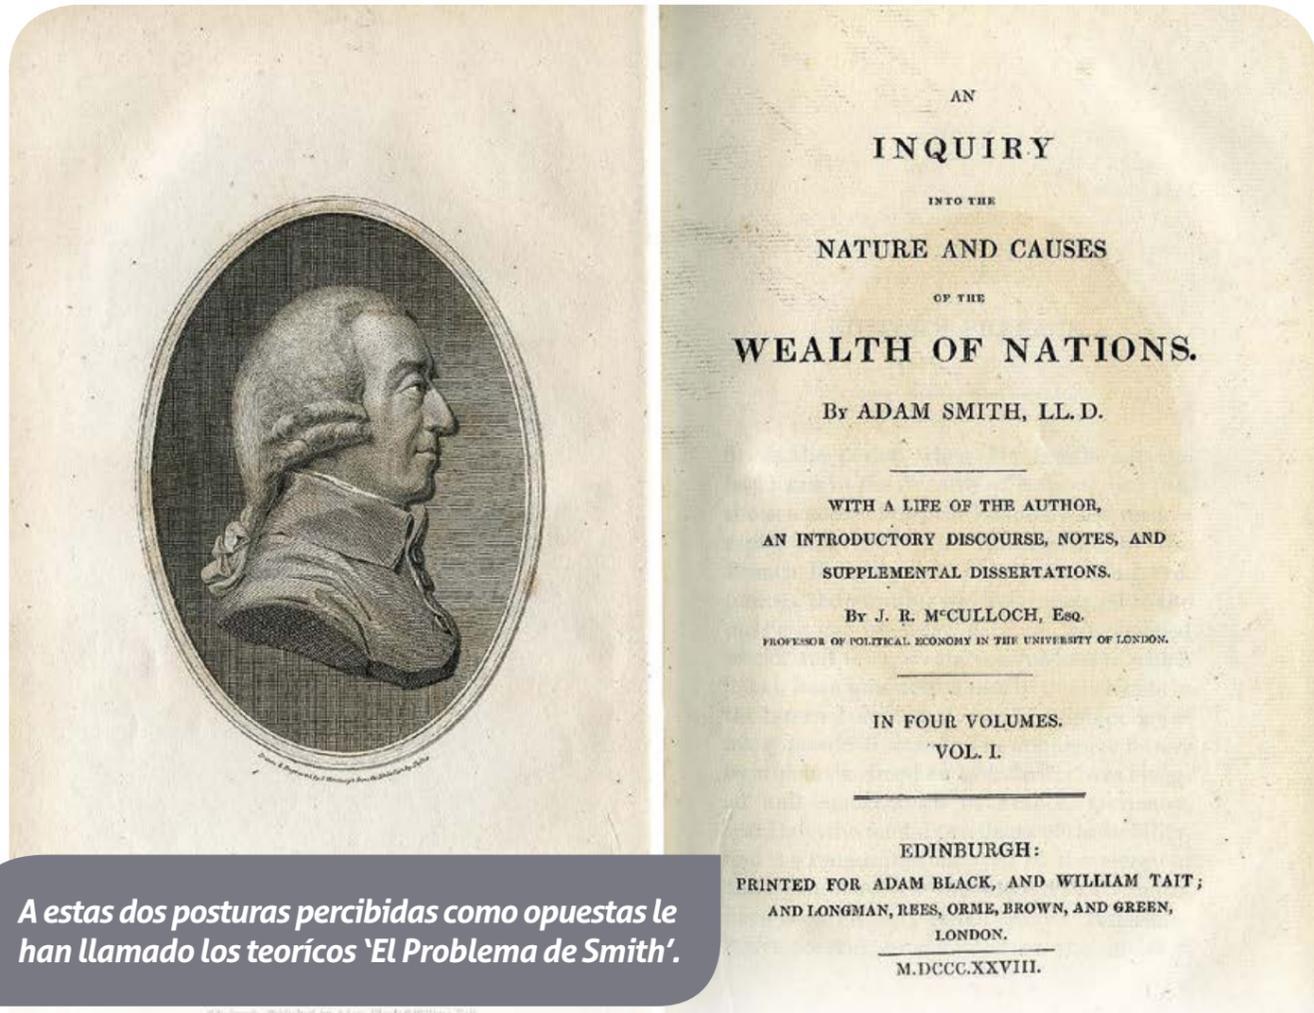 AN
INQUIRY
INTO THE
NATURE AND CAUSES
OF THE
WEALTH OF NATIONS.
By ADAM SMITH, LL. D.
WITH A LIFE OF THE AUTHOR,
AN INTRODUCTORY DISCOURSE, NOTES, AND
SUPPLEMENTAL DISSERTATIONS.
By J. R. McCULLOCH, Esq.
PROFESSOR OF POLITICAL ECONOMY IN THE UNIVERSITY OF LONDON.
IN FOUR VOLUMES.
VOL. I.
EDINBURGH:
PRINTED FOR ADAM BLACK, AND WILLIAM TAIT;
AND LONGMAN, REES, ORME, BROWN, AND GREEN,
LONDON.
M.DCCC.XXVIII.
A estas dos posturas percibidas como opuestas le
han llamado los teorícos ‘El Problema de Smith’.